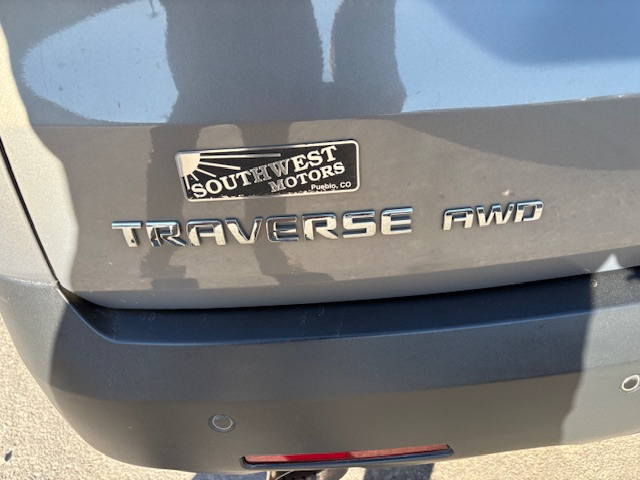 SOUTHWEST
MOTORS
Pueblo, CO
TRAVERSE AWD